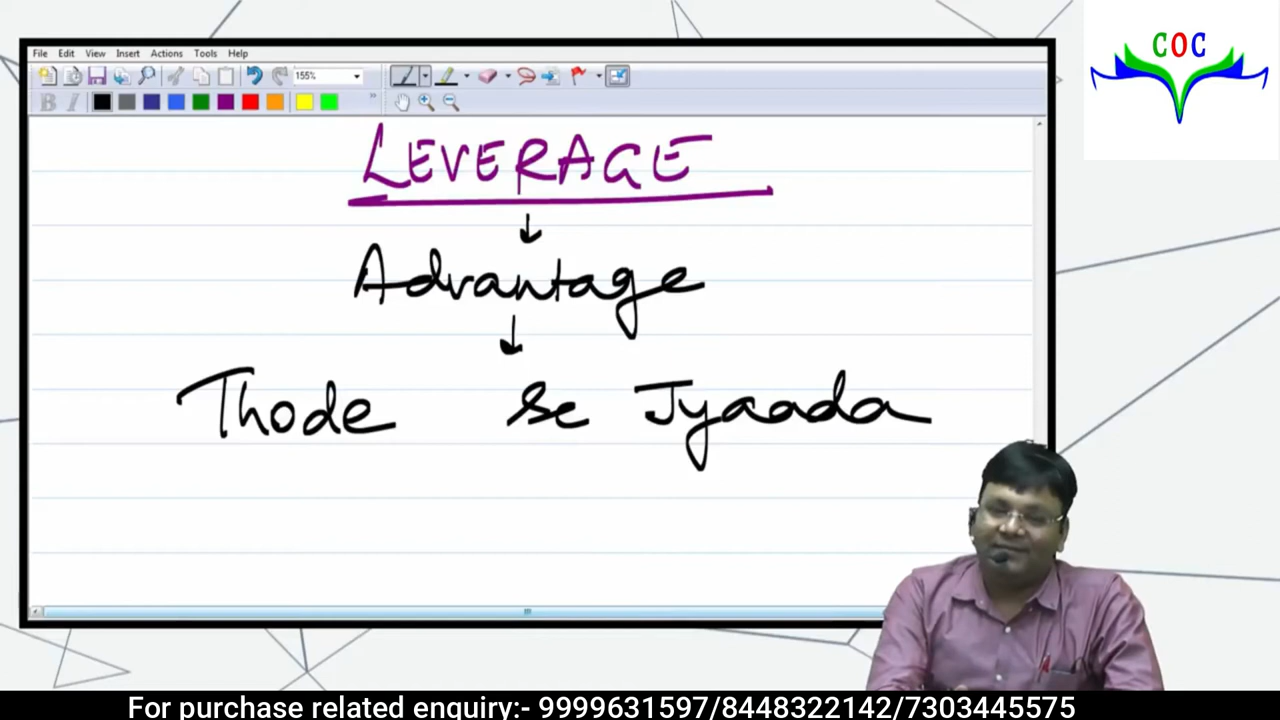 COC
File Edit View Insert Actions Tools Help
155%
B I
LEVERAGE
Advantage
Thode se Jyaada
For purchase related enquiry:- 9999631597/8448322142/7303445575